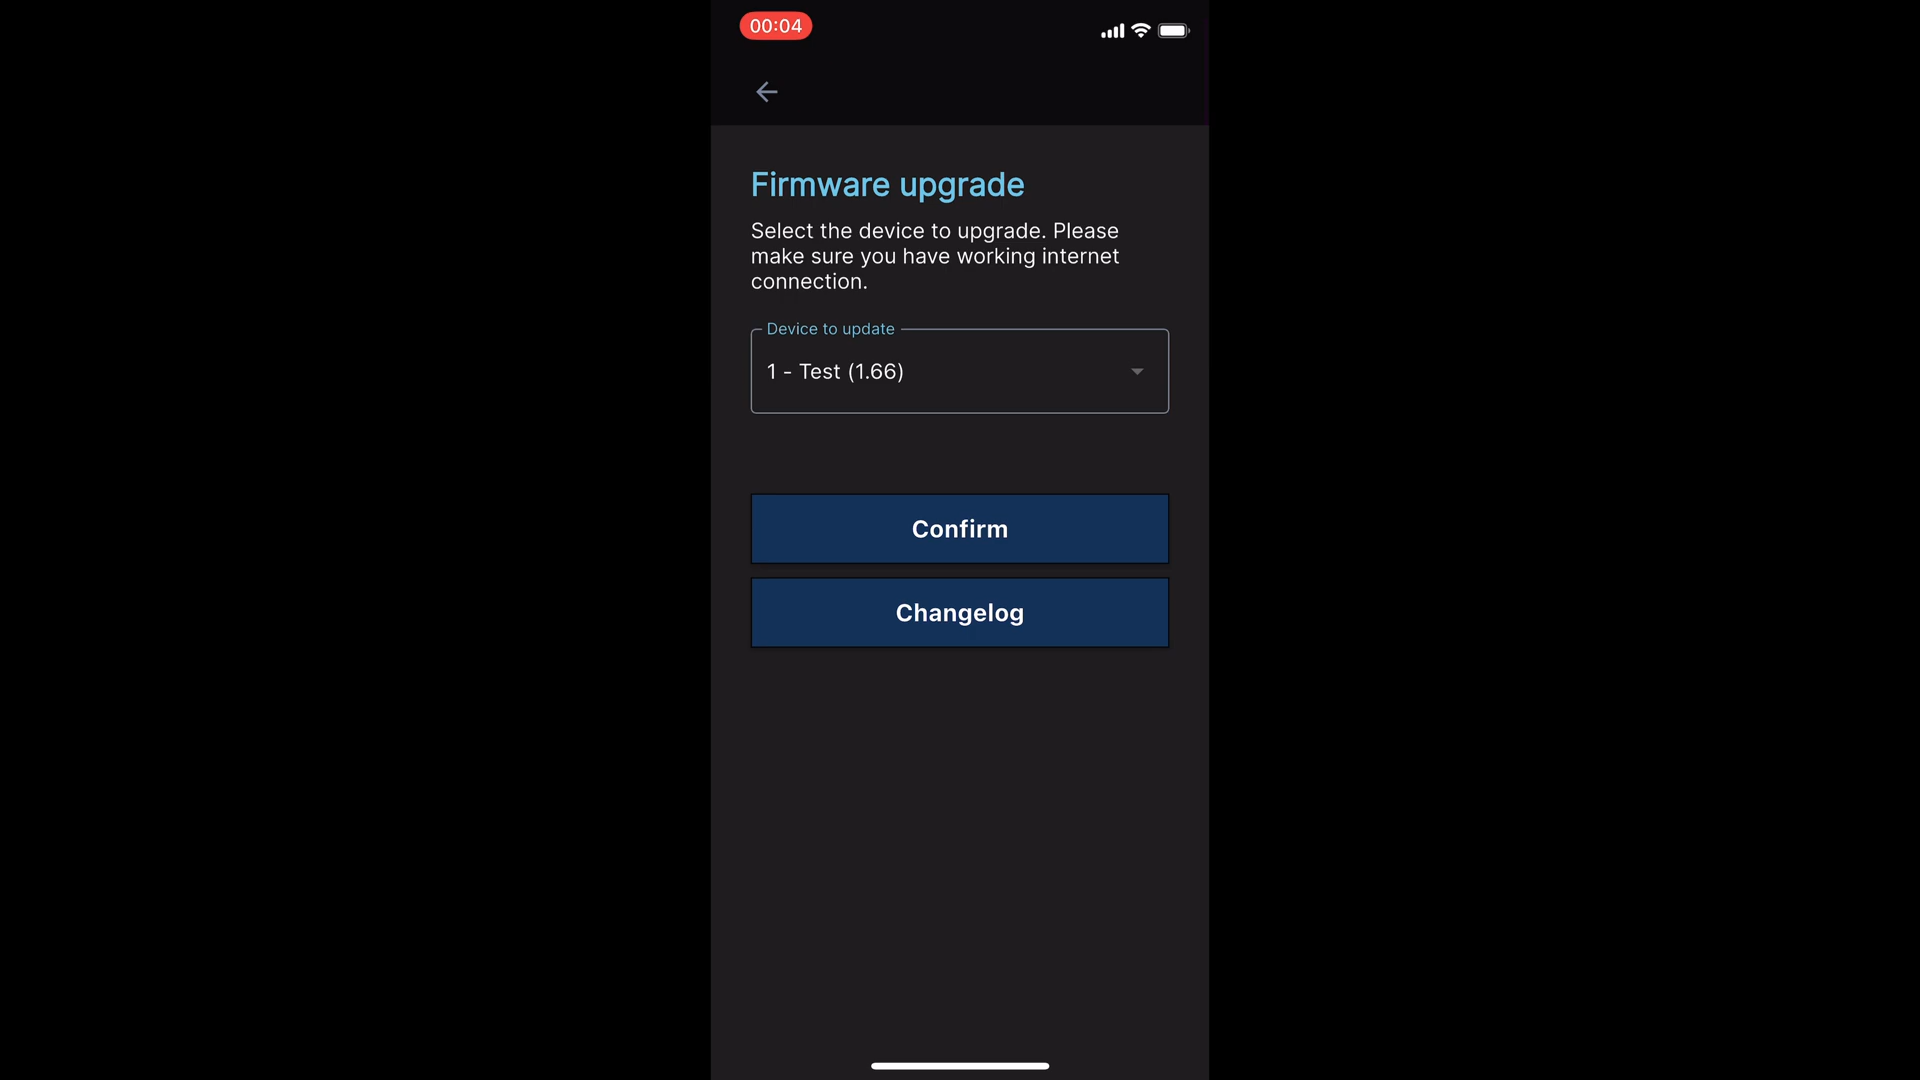 00:04
Firmware upgrade
Select the device to upgrade. Please
make sure you have working internet
connection.
Device to update
1 - Test (1.66)
Confirm
Changelog